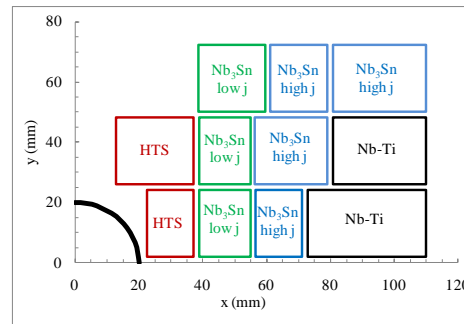 80
Nb₃Sn low j
Nb₃Sn high j
Nb₃Sn high j
60
y (mm)
40
HTS
Nb₃Sn low j
Nb₃Sn high j
Nb-Ti
20
HTS
Nb₃Sn low j
Nb₃Sn high j
Nb-Ti
0
0 20 40 60 80 100 120
x (mm)